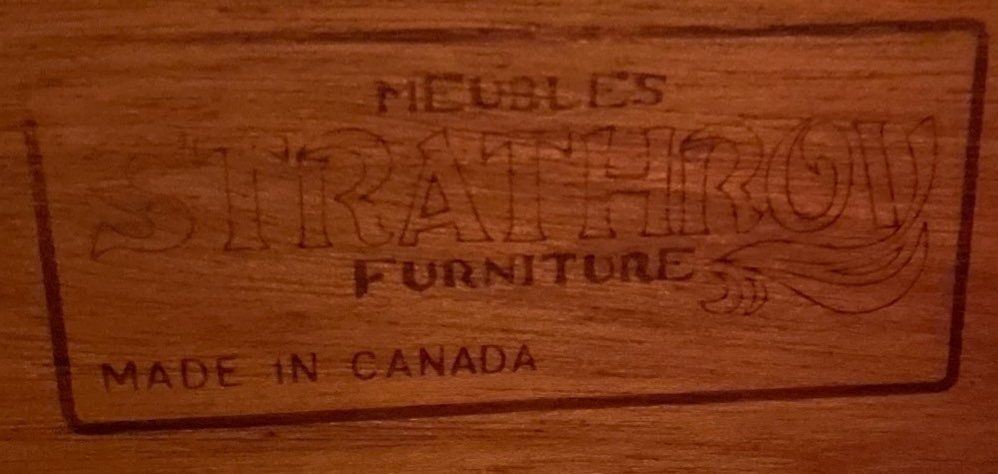 MEUBLES
STRATHROY
FURNITURE
MADE IN CANADA